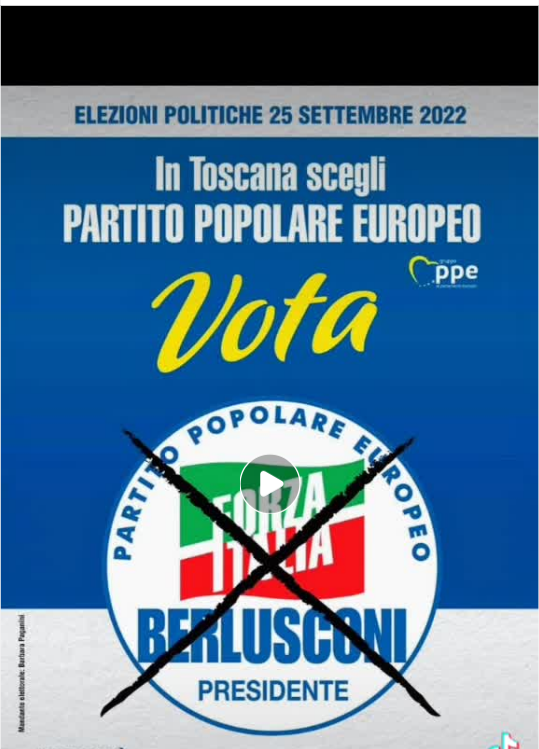 ELEZIONI POLITICHE 25 SETTEMBRE 2022
In Toscana scegli
PARTITO POPOLARE EUROPEO
ppe
Vota
PARTITO POPOLARE EUROPEO
FORZA
ITALIA
BERLUSCONI
PRESIDENTE
Mandante elettorale: Barbara Paganini